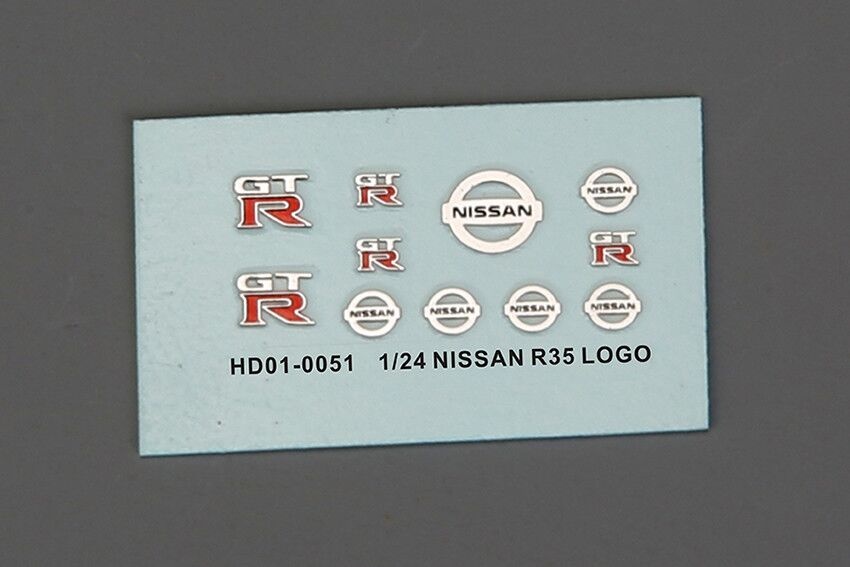 GT R GT R NISSAN NISSAN
GT R GT R
GT R NISSAN NISSAN NISSAN NISSAN
HD01-0051 1/24 NISSAN R35 LOGO